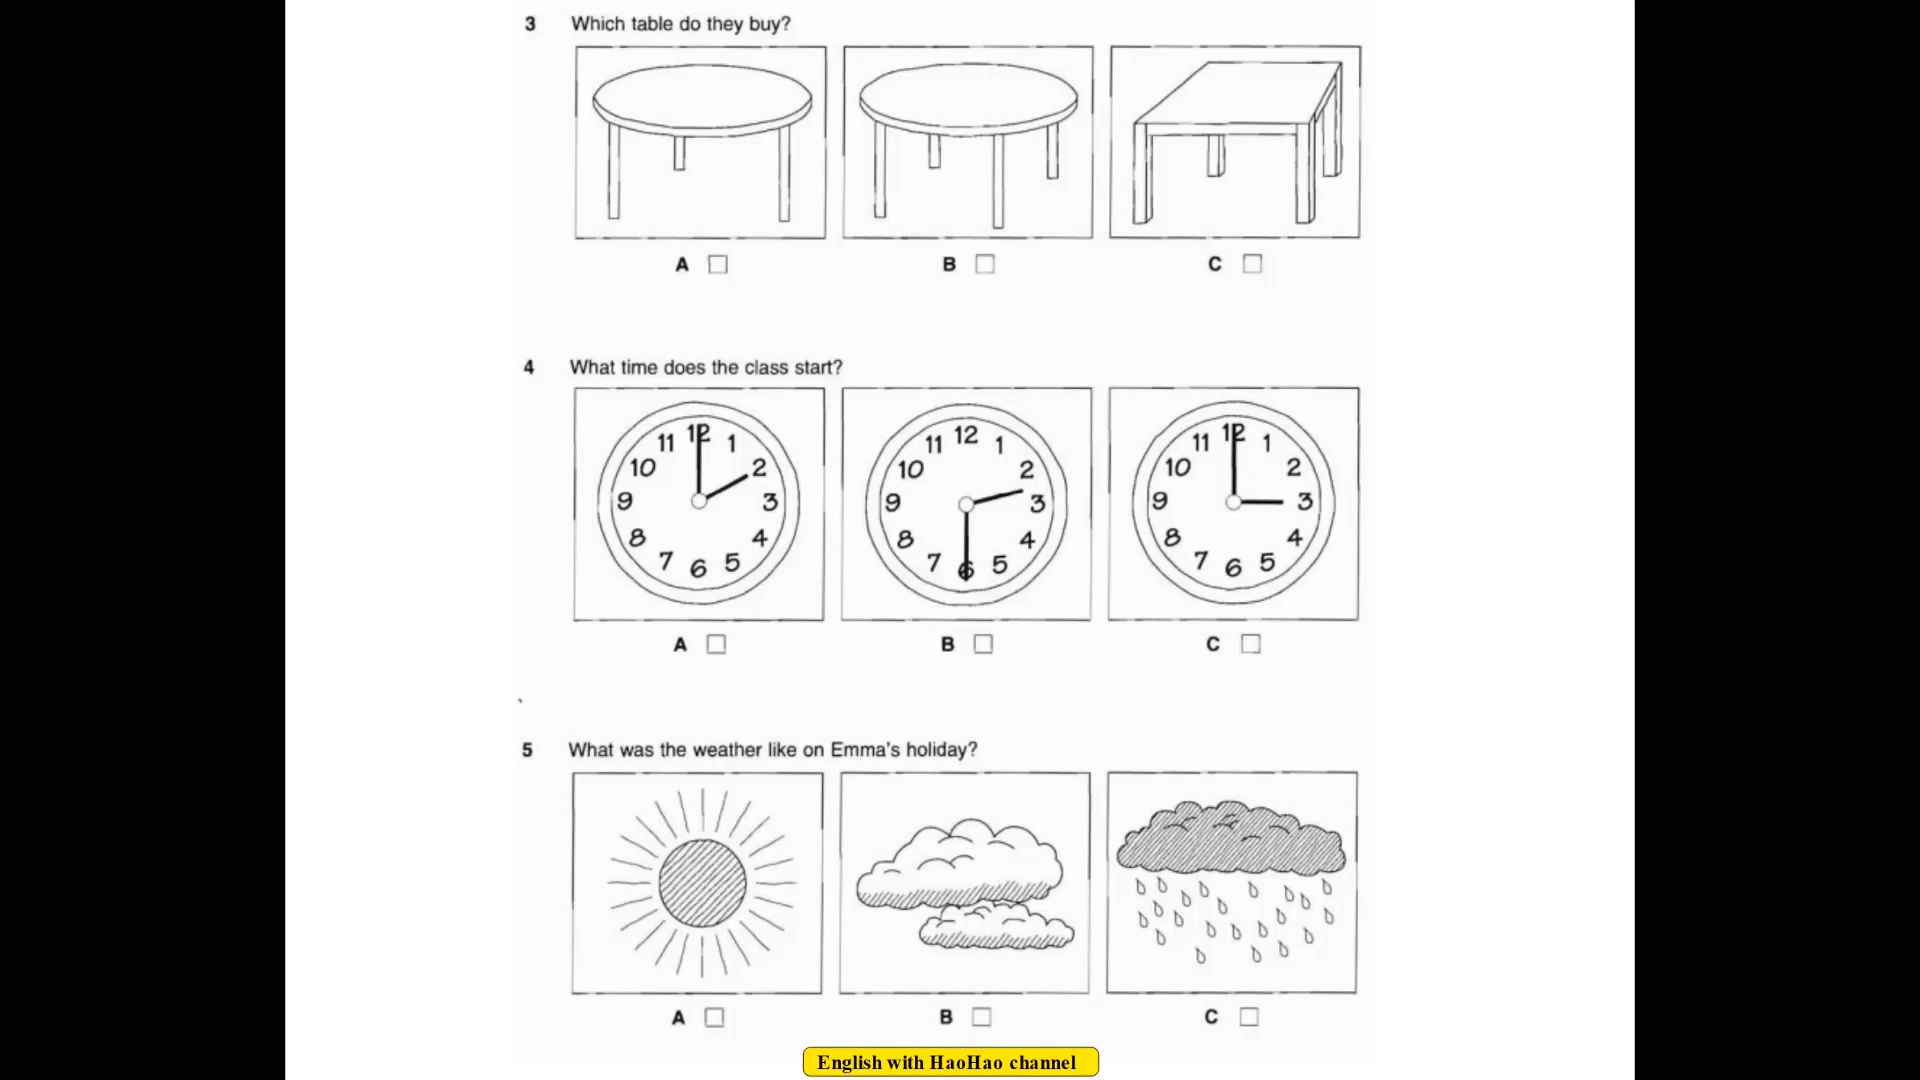 3 Which table do they buy?
A B C
4 What time does the class start?
12 1 2 3 4 5 6 7 8 9 10 11
12 1 2 3 4 5 6 7 8 9 10 11
12 1 2 3 4 5 6 7 8 9 10 11
A B C
5 What was the weather like on Emma's holiday?
A B C
English with HaoHao channel